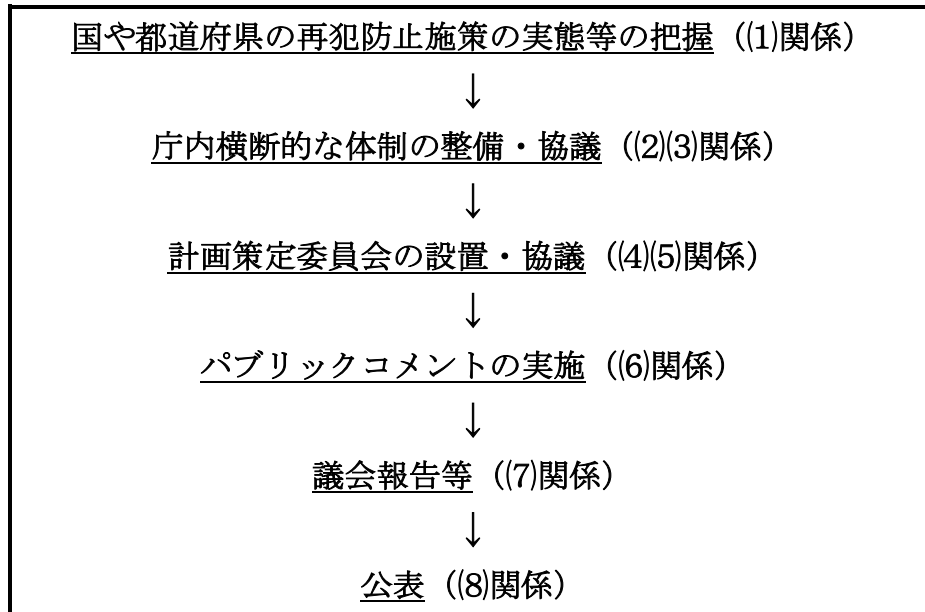 国や都道府県の再犯防止施策の実態等の把握（⑴関係）
↓
庁内横断的な体制の整備・協議（⑵⑶関係）
↓
計画策定委員会の設置・協議（⑷⑸関係）
↓
パブリックコメントの実施（⑹関係）
↓
議会報告等（⑺関係）
↓
公表（⑻関係）